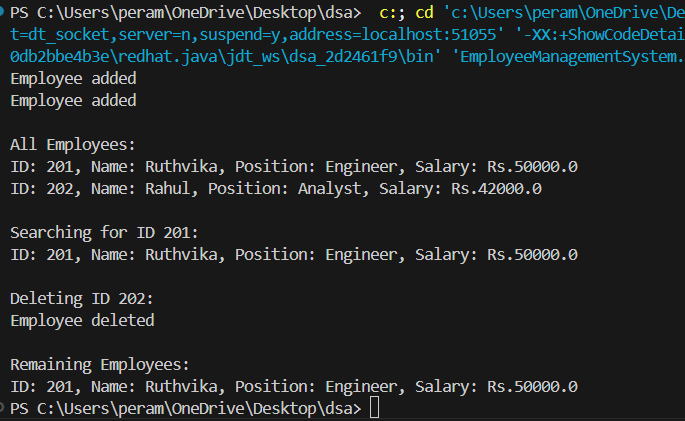 PS C:\Users\peram\OneDrive\Desktop\dsa>  c:; cd 'c:\Users\peram\OneDrive\De
t=dt_socket,server=n,suspend=y,address=localhost:51055' '-XX:+ShowCodeDetai
0db2bbe4b3e\redhat.java\jdt_ws\dsa_2d2461f9\bin' 'EmployeeManagementSystem.
Employee added
Employee added
All Employees:
ID: 201, Name: Ruthvika, Position: Engineer, Salary: Rs.50000.0
ID: 202, Name: Rahul, Position: Analyst, Salary: Rs.42000.0
Searching for ID 201:
ID: 201, Name: Ruthvika, Position: Engineer, Salary: Rs.50000.0
Deleting ID 202:
Employee deleted
Remaining Employees:
ID: 201, Name: Ruthvika, Position: Engineer, Salary: Rs.50000.0
PS C:\Users\peram\OneDrive\Desktop\dsa>